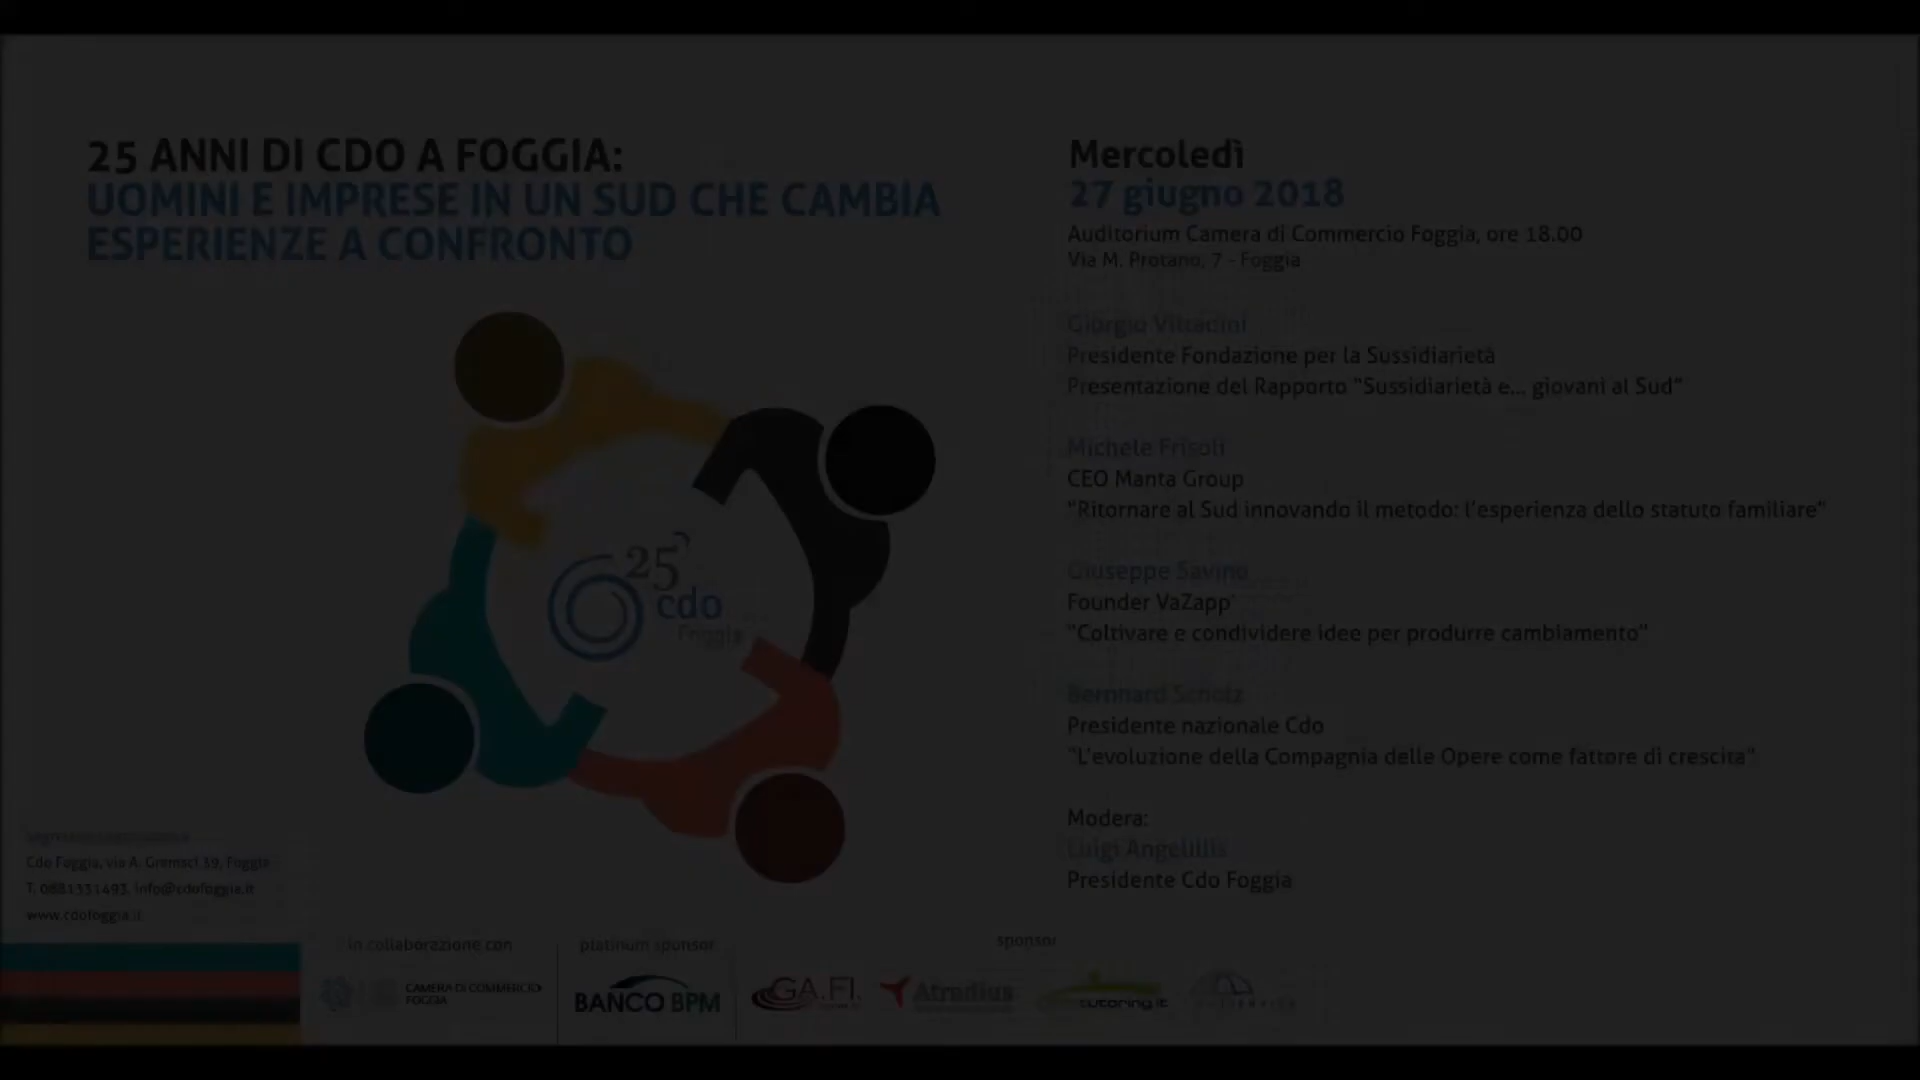 25 ANNI DI CDO A FOGGIA:
UOMINI E IMPRESE IN UN SUD CHE CAMBIA
ESPERIENZE A CONFRONTO
25°
cdo
Foggia
Cdo Foggia, via A. Gramsci 39, Foggia
T. 0881331493, info@cdofoggia.it
www.cdofoggia.it
Mercoledì
27 giugno 2018
Auditorium Camera di Commercio Foggia, ore 18.00
Via M. Protano, 7 - Foggia
Giorgio Vittadini
Presidente Fondazione per la Sussidiarietà
Presentazione del Rapporto "Sussidiarietà e... giovani al Sud"
Michele Frisoli
CEO Manta Group
"Ritornare al Sud innovando il metodo: l'esperienza dello statuto familiare"
Giuseppe Savino
Founder VaZapp'
"Coltivare e condividere idee per produrre cambiamento"
Bernhard Scholz
Presidente nazionale Cdo
"L'evoluzione della Compagnia delle Opere come fattore di crescita"
Modera:
Luigi Angelillis
Presidente Cdo Foggia
in collaborazione con
CAMERA DI COMMERCIO
FOGGIA
platinum sponsor
BANCO BPM
sponsor
GA.FI.
Atradius
tutoring.it